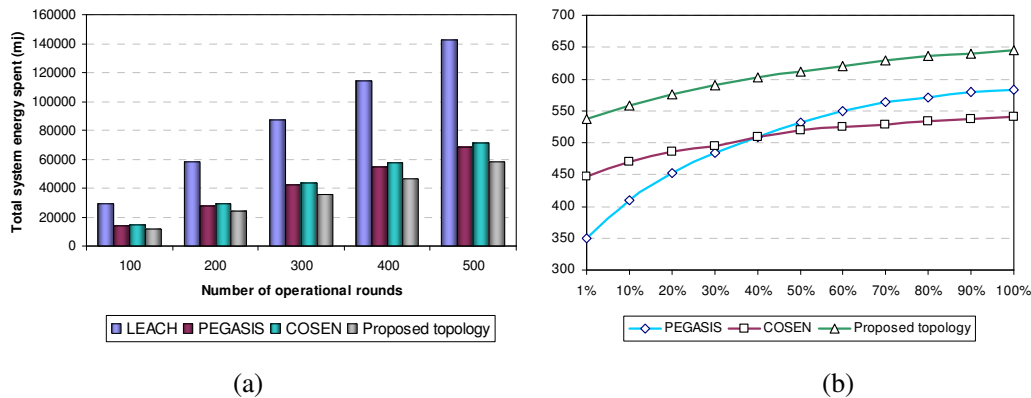 160000
140000
120000
100000
80000
60000
40000
20000
0
Total system energy spent (mj)
100 200 300 400 500
Number of operational rounds
LEACH PEGASIS COSEN Proposed topology
(a)
700
650
600
550
500
450
400
350
300
1% 10% 20% 30% 40% 50% 60% 70% 80% 90% 100%
PEGASIS COSEN Proposed topology
(b)